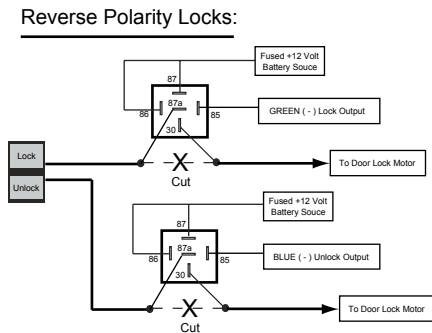 Reverse Polarity Locks:
Fused +12 Volt
Battery Souce
87
87a
86
85
30
GREEN ( - ) Lock Output
Lock
Unlock
X
Cut
To Door Lock Motor
Fused +12 Volt
Battery Souce
87
87a
86
85
30
BLUE ( - ) Unlock Output
X
Cut
To Door Lock Motor